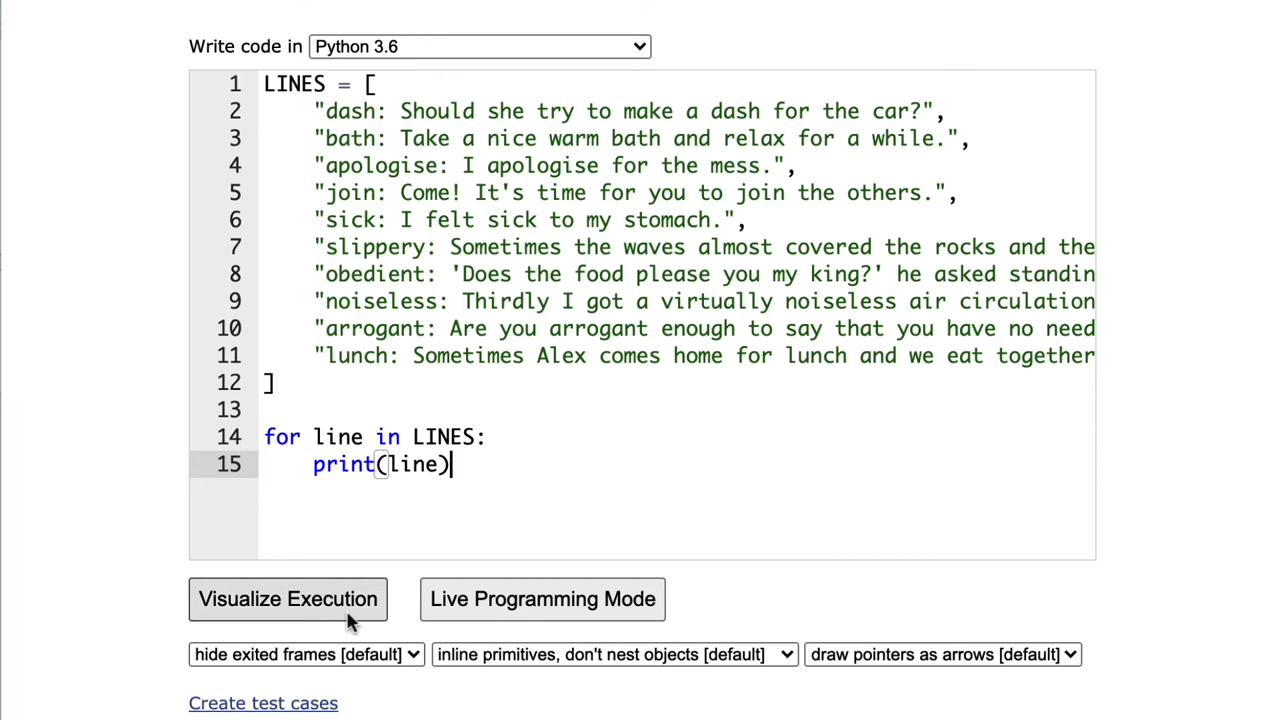 Write code in Python 3.6
1 LINES = [
2 "dash: Should she try to make a dash for the car?",
3 "bath: Take a nice warm bath and relax for a while.",
4 "apologise: I apologise for the mess.",
5 "join: Come! It's time for you to join the others.",
6 "sick: I felt sick to my stomach.",
7 "slippery: Sometimes the waves almost covered the rocks and the
8 "obedient: 'Does the food please you my king?' he asked standin
9 "noiseless: Thirdly I got a virtually noiseless air circulation
10 "arrogant: Are you arrogant enough to say that you have no need
11 "lunch: Sometimes Alex comes home for lunch and we eat together
12 ]
13
14 for line in LINES:
15 print(line)
Visualize Execution Live Programming Mode
hide exited frames [default] inline primitives, don't nest objects [default] draw pointers as arrows [default]
Create test cases